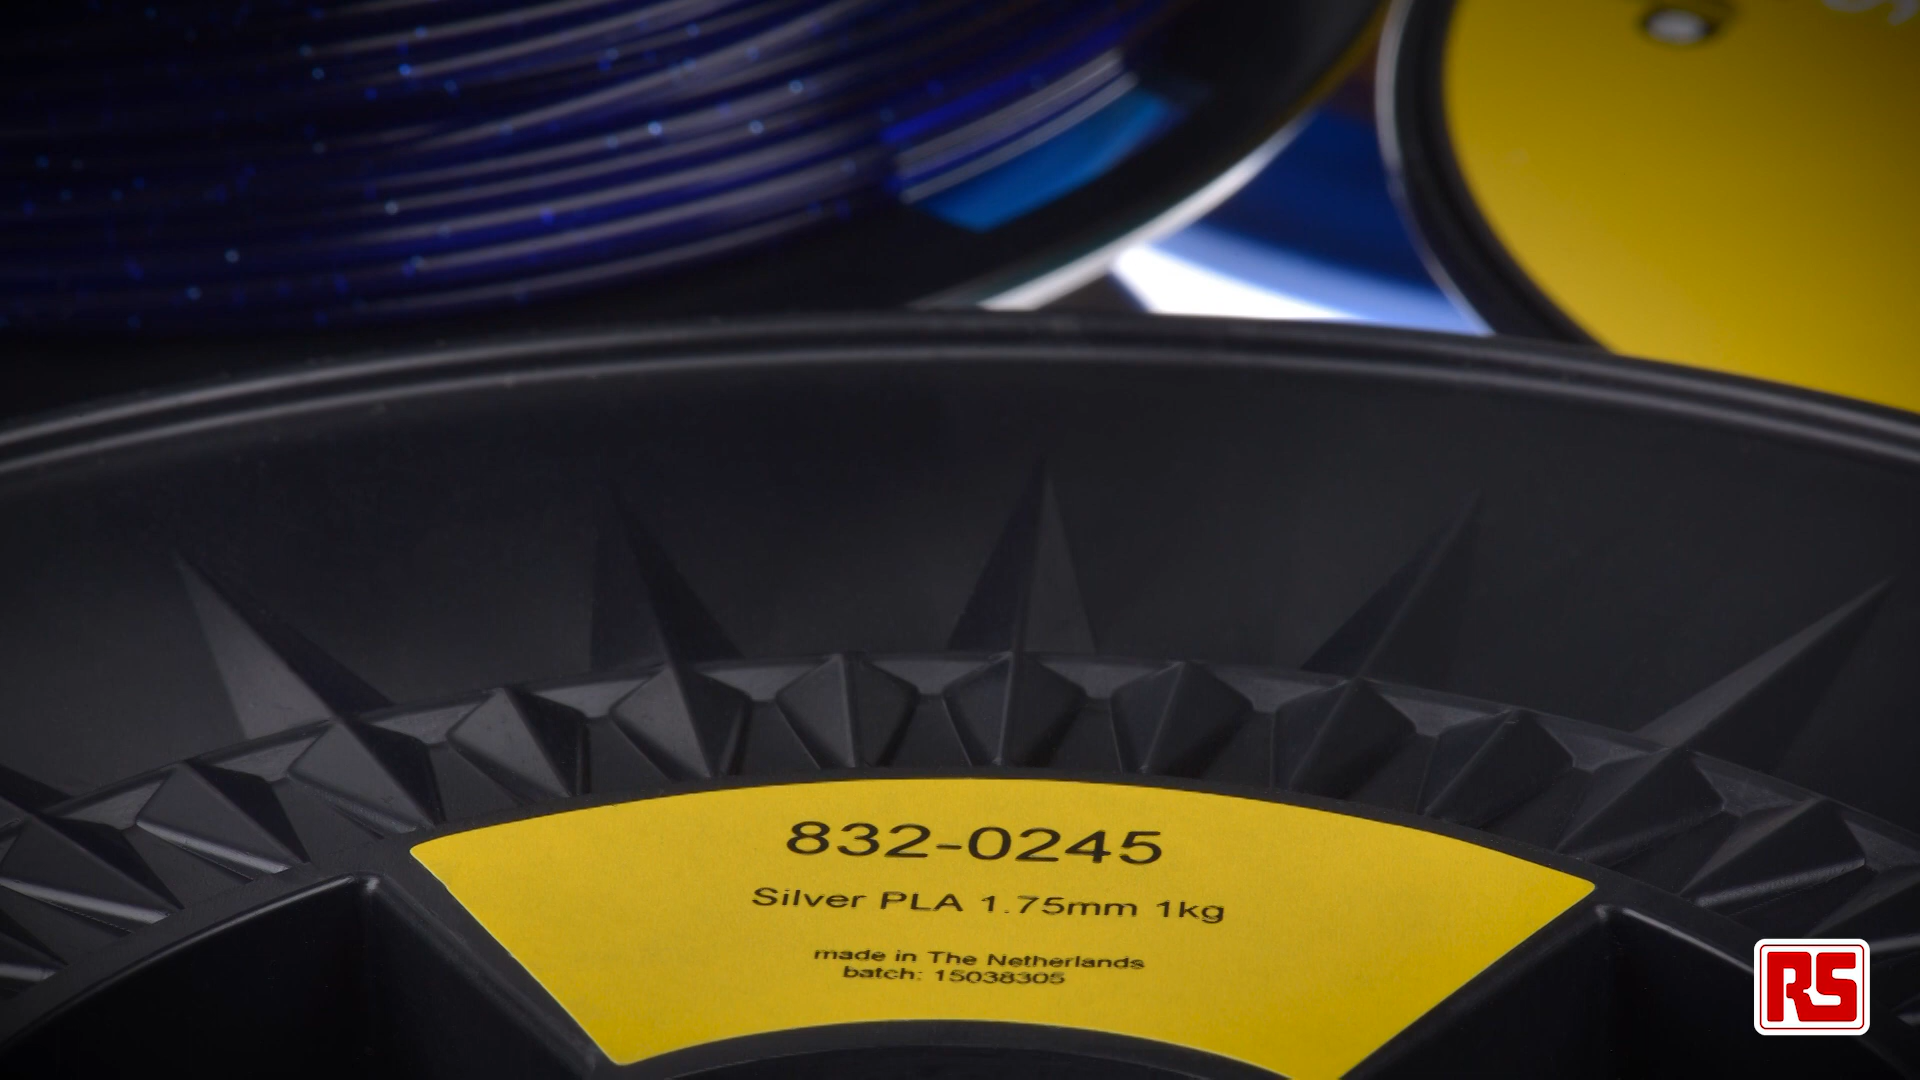 832-0245
Silver PLA 1.75mm 1kg
made in The Netherlands
batch: 15038305
RS